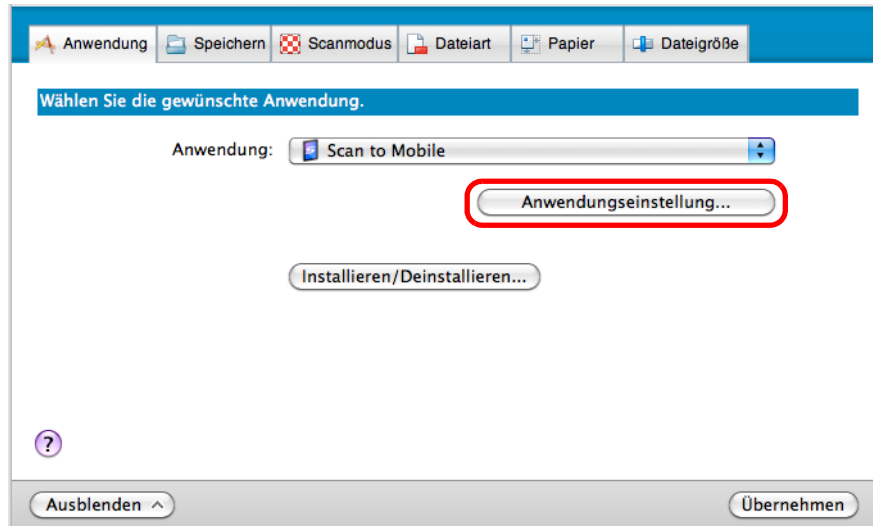 Anwendung Speichern Scanmodus Dateiart Papier Dateigröße
Wählen Sie die gewünschte Anwendung.
Anwendung: Scan to Mobile
Anwendungseinstellung...
Installieren/Deinstallieren...
?
Ausblenden Übernehmen